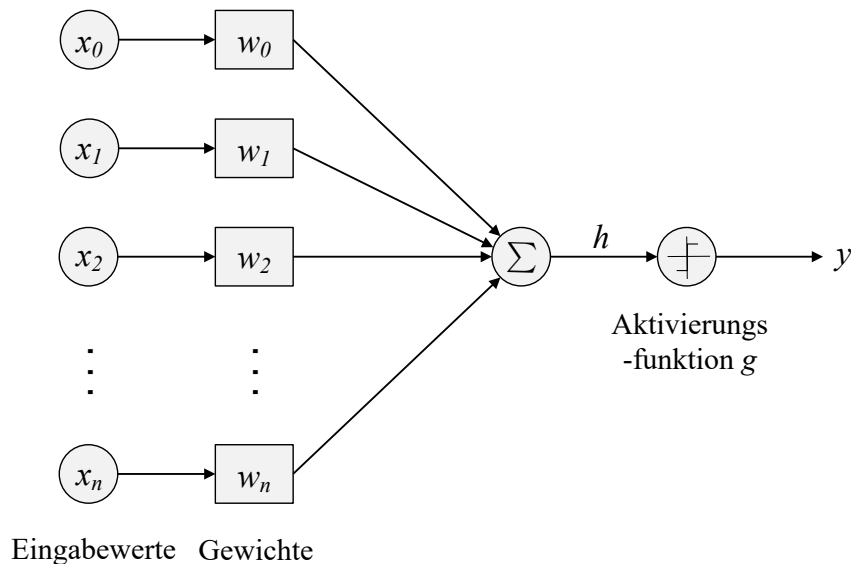 x0 w0
x1 w1
x2 w2
∑ h y
Aktivierungs
-funktion g
xn wn
Eingabewerte Gewichte